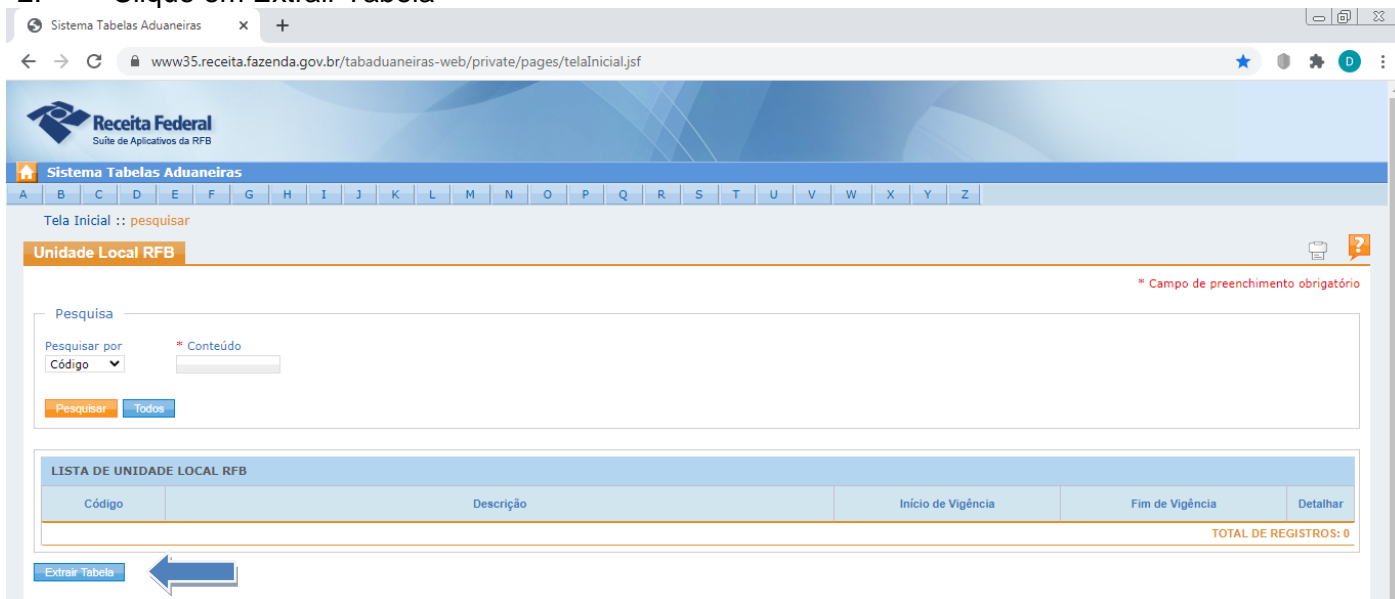 2. Clique em Extrair Tabela
Sistema Tabelas Aduaneiras
www35.receita.fazenda.gov.br/tabaduaneiras-web/private/pages/telaInicial.jsf
D
Receita Federal
Suíte de Aplicativos da RFB
Sistema Tabelas Aduaneiras
A B C D E F G H I J K L M N O P Q R S T U V W X Y Z
Tela Inicial :: pesquisar
Unidade Local RFB
?
* Campo de preenchimento obrigatório
Pesquisa
Pesquisar por * Conteúdo
Código
Pesquisar Todos
LISTA DE UNIDADE LOCAL RFB
Código Descrição Início de Vigência Fim de Vigência Detalhar
TOTAL DE REGISTROS: 0
Extrair Tabela